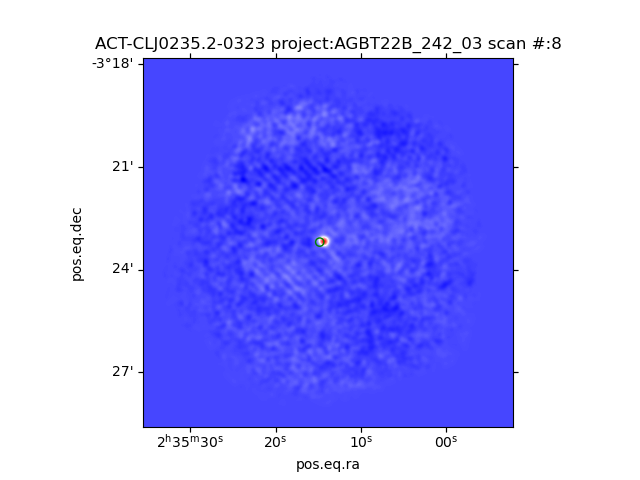 ACT-CLJ0235.2-0323 project:AGBT22B_242_03 scan #:8
-3°18'
21'
24'
27'
pos.eq.dec
2ʰ35ᵐ30ˢ 20ˢ 10ˢ 00ˢ
pos.eq.ra